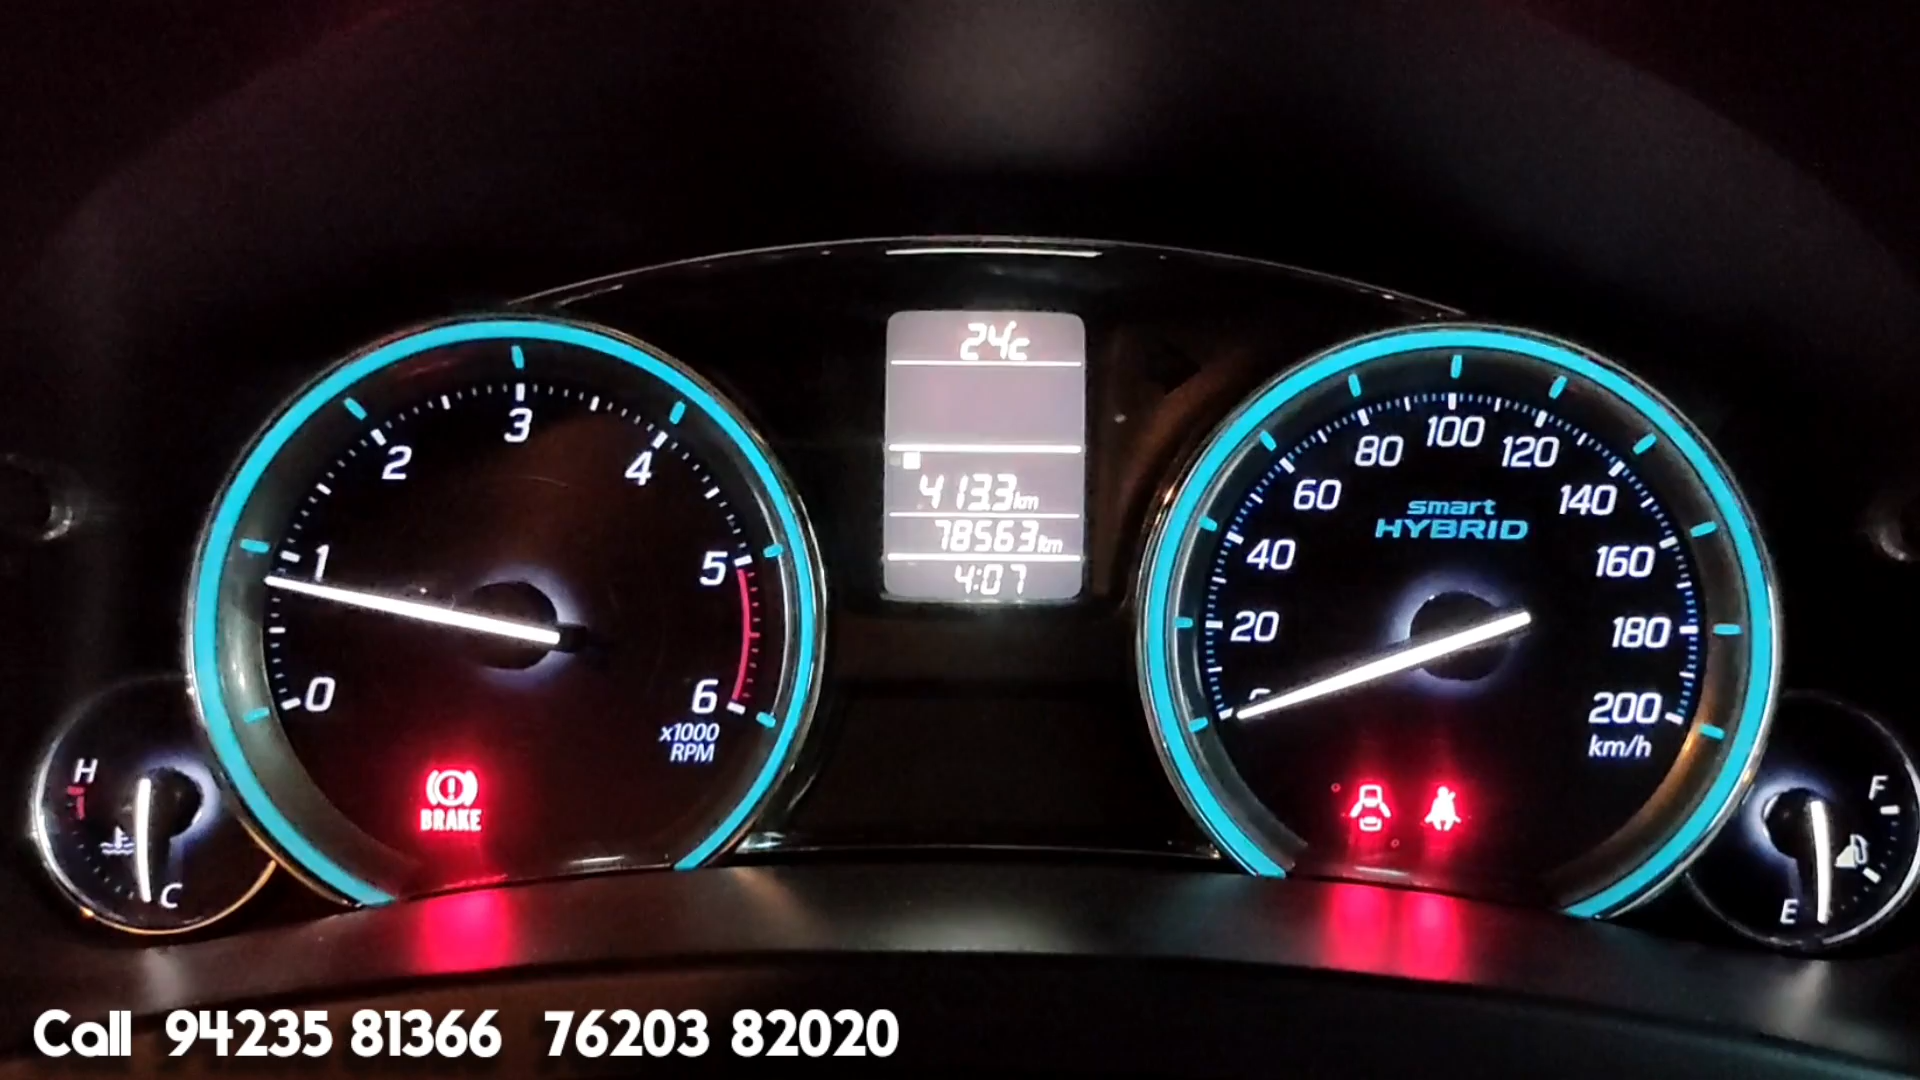 24c
413.3km
78563km
4:07
0
1
2
3
4
5
6
x1000
RPM
BRAKE
H
C
20
40
60
80
100
120
140
160
180
200
km/h
smart
HYBRID
F
E
Call 94235 81366 76203 82020